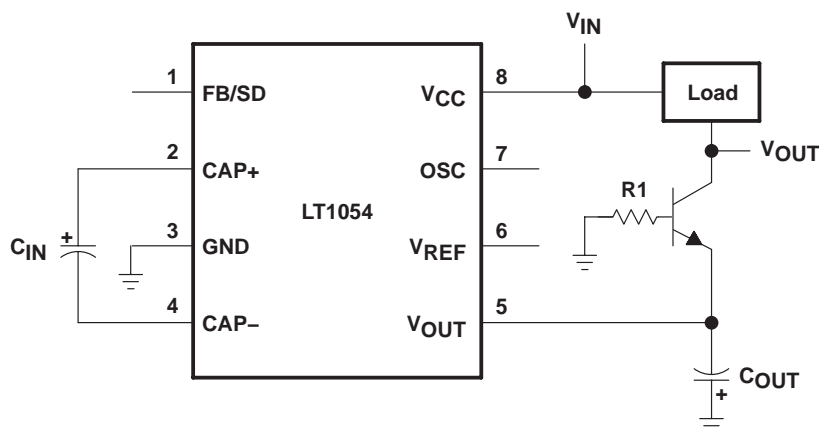 VIN
1
FB/SD
VCC
8
Load
2
CAP+
OSC
7
VOUT
LT1054
R1
CIN
+
3
GND
VREF
6
4
CAP–
VOUT
5
COUT
+